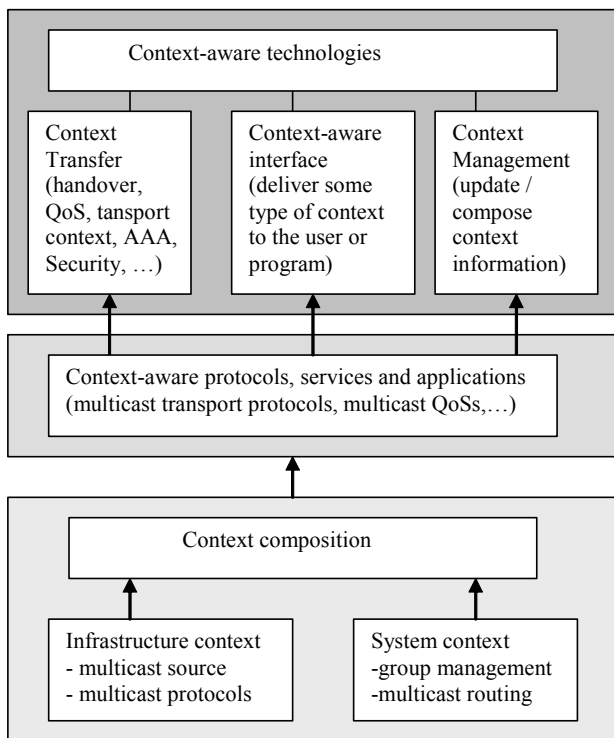 Context-aware technologies
Context
Transfer
(handover,
QoS, tansport
context, AAA,
Security, …)
Context-aware
interface
(deliver some
type of context
to the user or
program)
Context
Management
(update /
compose
context
information)
Context-aware protocols, services and applications
(multicast transport protocols, multicast QoSs,…)
Context composition
Infrastructure context
- multicast source
- multicast protocols
System context
-group management
-multicast routing